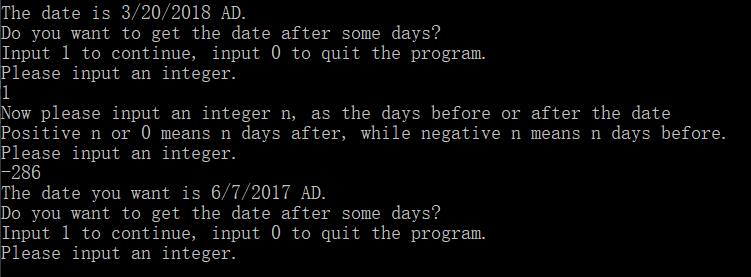 The date is 3/20/2018 AD.
Do you want to get the date after some days?
Input 1 to continue, input 0 to quit the program.
Please input an integer.
1
Now please input an integer n, as the days before or after the date
Positive n or 0 means n days after, while negative n means n days before.
Please input an integer.
-286
The date you want is 6/7/2017 AD.
Do you want to get the date after some days?
Input 1 to continue, input 0 to quit the program.
Please input an integer.